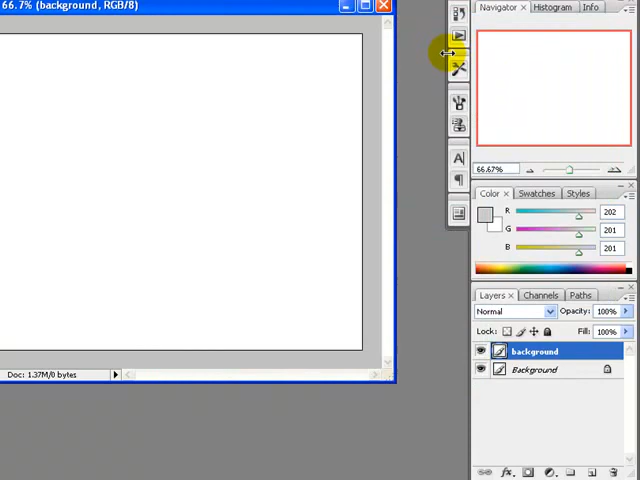 66.7% (background, RGB/8)
Navigator × Histogram Info
A
66.67%
Color × Swatches Styles
R 202
G 201
B 201
Layers × Channels Paths
Normal Opacity: 100%
Lock: Fill: 100%
background
Background
Doc: 1.37M/0 bytes
fx